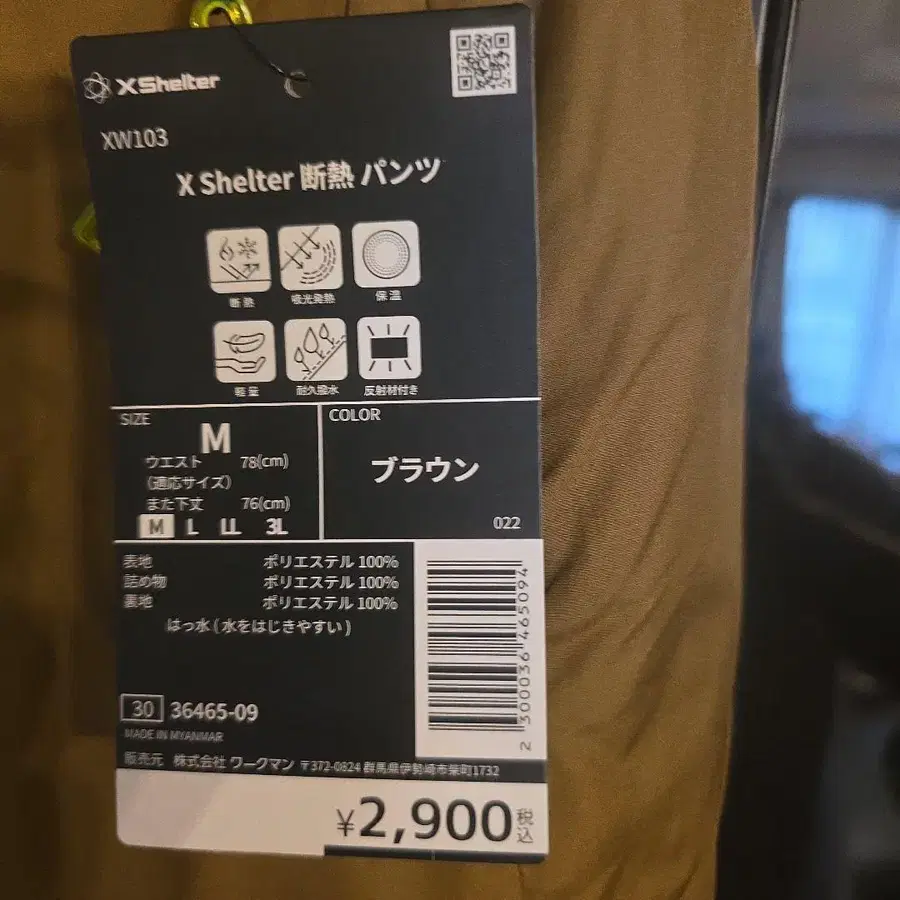 XShelter
XW103
X Shelter 断熱 パンツ
断熱 吸光発熱 保温
軽量 耐久撥水 反射材付き
SIZE
M
ウエスト 78(cm)
(適応サイズ)
また下丈 76(cm)
M L LL 3L
COLOR
ブラウン
022
表地 ポリエステル 100%
詰め物 ポリエステル 100%
裏地 ポリエステル 100%
はっ水 (水をはじきやすい)
2 300036 465094
30 36465-09
MADE IN MYANMAR
販売元 株式会社 ワークマン 〒372-0824 群馬県伊勢崎市柴町1732
¥2,900税込